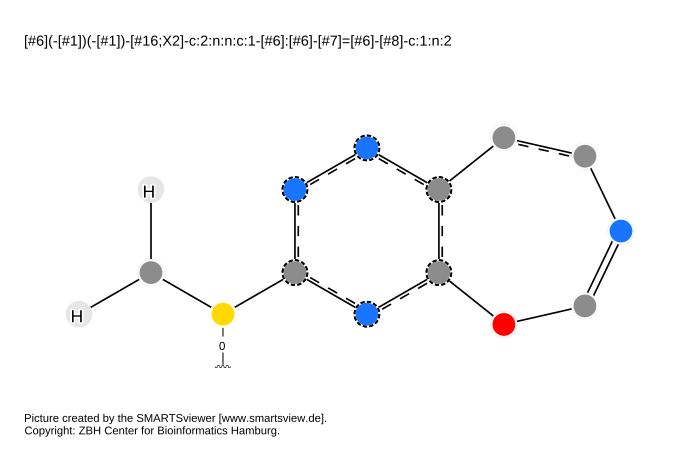 [#6](-[#1])(-[#1])-[#16;X2]-c:2:n:n:c:1-[#6]:[#6]-[#7]=[#6]-[#8]-c:1:n:2
H
H
0
Picture created by the SMARTSviewer [www.smartsview.de].
Copyright: ZBH Center for Bioinformatics Hamburg.